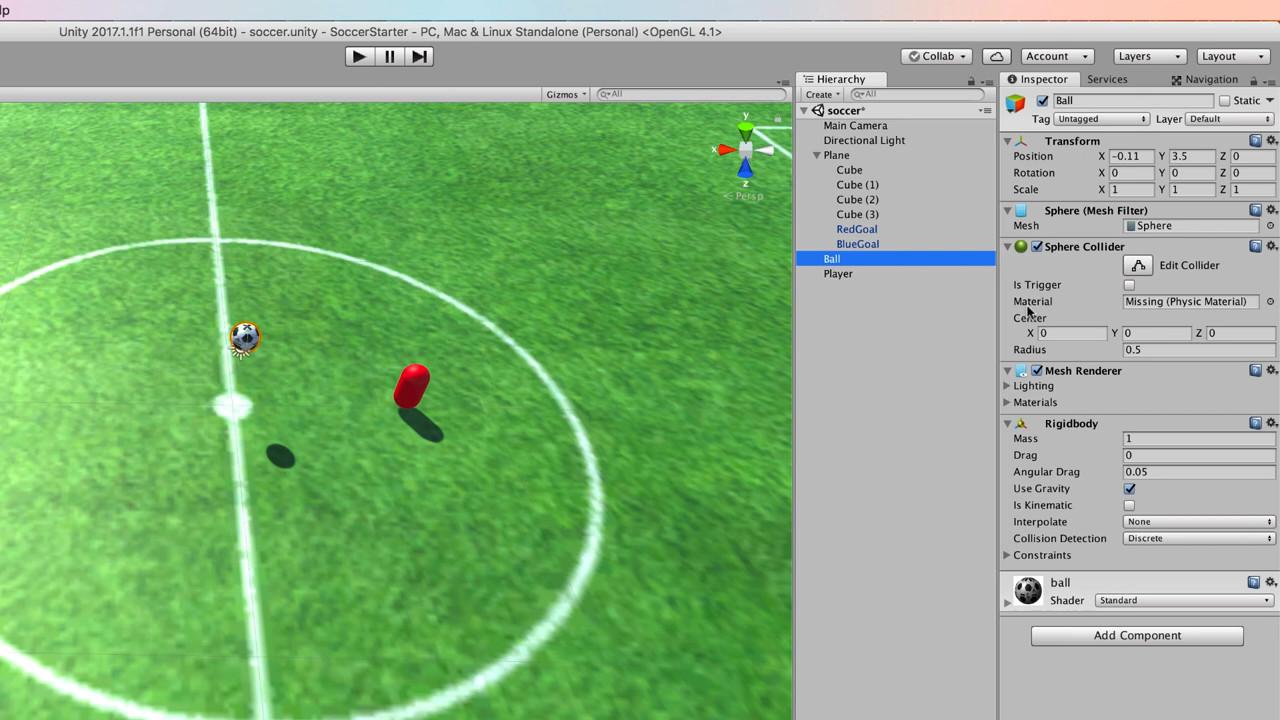 lp
Unity 2017.1.1f1 Personal (64bit) - soccer.unity - SoccerStarter - PC, Mac & Linux Standalone (Personal) <OpenGL 4.1>
Collab
Account
Layers
Layout
Gizmos
All
y
x
z
< Persp
Hierarchy
Create
All
soccer*
Main Camera
Directional Light
Plane
Cube
Cube (1)
Cube (2)
Cube (3)
RedGoal
BlueGoal
Ball
Player
Inspector
Services
Navigation
Ball
Static
Tag Untagged
Layer Default
Transform
Position X -0.11 Y 3.5 Z 0
Rotation X 0 Y 0 Z 0
Scale X 1 Y 1 Z 1
Sphere (Mesh Filter)
Mesh Sphere
Sphere Collider
Edit Collider
Is Trigger
Material Missing (Physic Material)
Center
X 0 Y 0 Z 0
Radius 0.5
Mesh Renderer
Lighting
Materials
Rigidbody
Mass 1
Drag 0
Angular Drag 0.05
Use Gravity
Is Kinematic
Interpolate None
Collision Detection Discrete
Constraints
ball
Shader Standard
Add Component